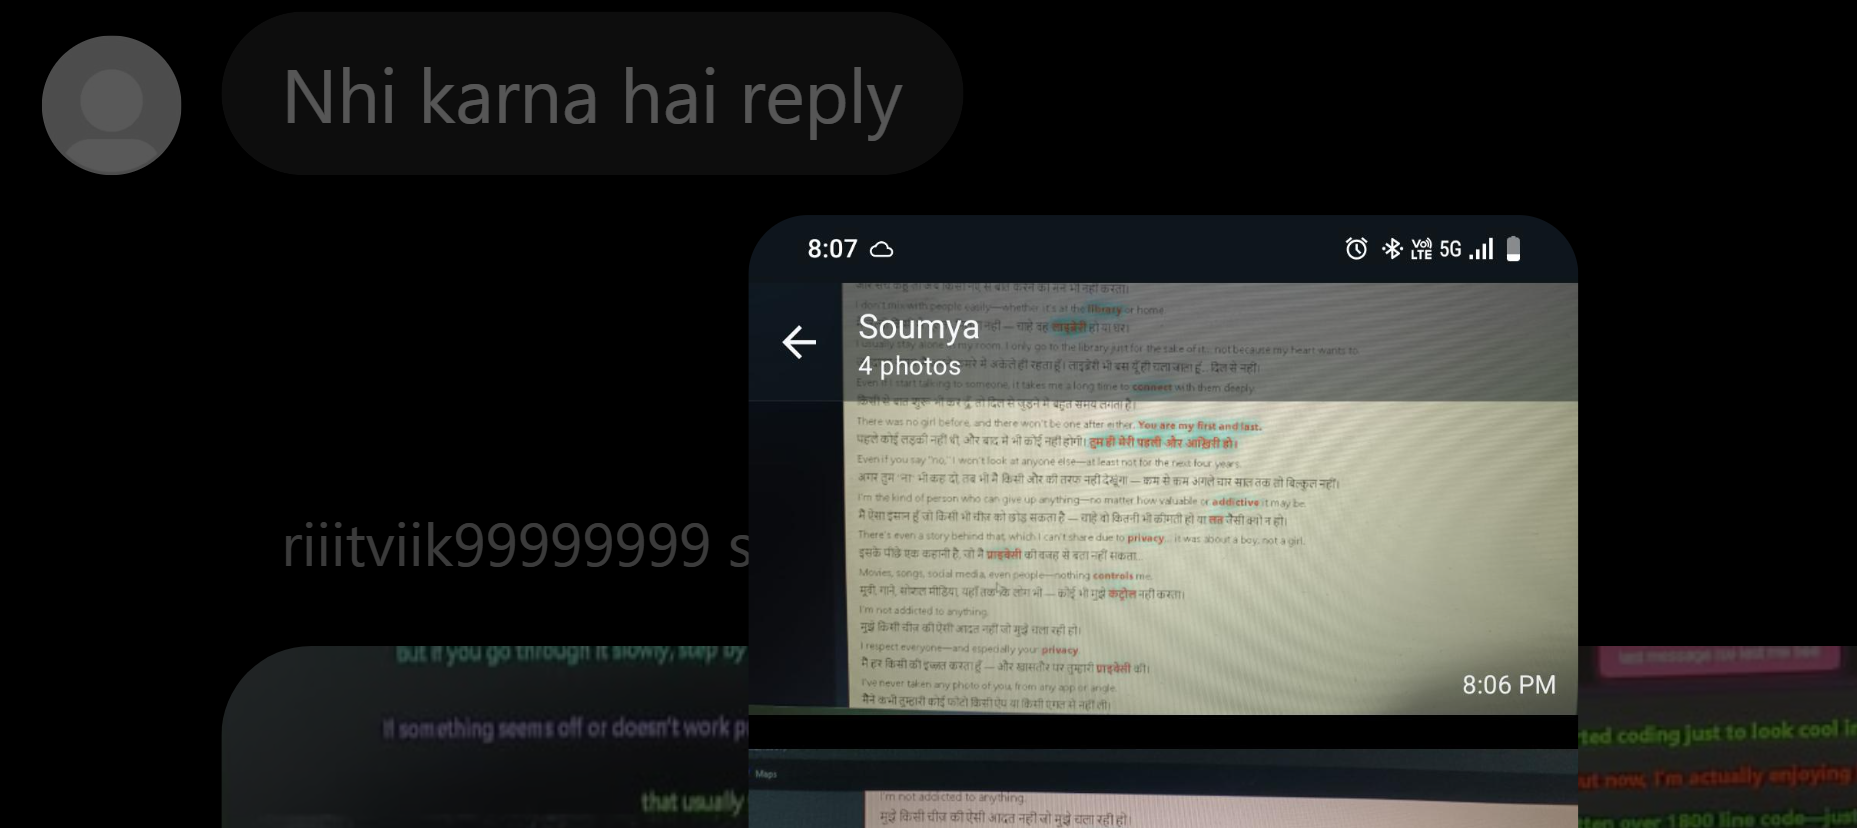 Nhi karna hai reply
8:07
VoLTE 5G
Soumya
4 photos
I don't mix with people easily—whether it's at the library or home.
नहीं — चाहे वह लाइब्रेरी हो या घर।
I usually stay alone in my room. I only go to the library just for the sake of it... not because my heart wants to.
कमरे में अकेले ही रहता हूँ। लाइब्रेरी भी बस यूँ ही चला जाता हूँ... दिल से नहीं।
Even if I start talking to someone, it takes me a long time to connect with them deeply.
किसी से बात शुरू भी कर दूँ, तो दिल से जुड़ने में बहुत समय लगता है।
There was no girl before, and there won't be one after either. You are my first and last.
पहले कोई लड़की नहीं थी, और बाद में भी कोई नहीं होगी। तुम ही मेरी पहली और आख़िरी हो।
Even if you say "no," I won't look at anyone else—at least not for the next four years.
अगर तुम "ना" भी कह दो, तब भी मैं किसी और की तरफ नहीं देखूंगा — कम से कम अगले चार साल तक तो बिल्कुल नहीं।
I'm the kind of person who can give up anything—no matter how valuable or addictive it may be.
मैं ऐसा इंसान हूँ जो किसी भी चीज़ को छोड़ सकता है — चाहे वो कितनी भी कीमती हो या लत जैसी क्यों न हो।
There's even a story behind that, which I can't share due to privacy... it was about a boy, not a girl.
इसके पीछे एक कहानी है, जो मैं प्राइवेसी की वजह से बता नहीं सकता...
Movies, songs, social media, even people—nothing controls me.
मूवी, गाने, सोशल मीडिया, यहाँ तक कि लोग भी — कोई भी मुझे कंट्रोल नहीं करता।
I'm not addicted to anything.
मुझे किसी चीज़ की ऐसी आदत नहीं जो मुझे चला रही हो।
I respect everyone—and especially your privacy.
मैं हर किसी की इज्जत करता हूँ — और खासतौर पर तुम्हारी प्राइवेसी की।
I've never taken any photo of you, from any app or angle.
मैंने कभी तुम्हारी कोई फोटो किसी ऐप या किसी एंगल से नहीं ली।
8:06 PM
riiitviik99999999 s
But if you go through it slowly, step by
If something seems off or doesn't work p
that usually
ted coding just to look cool i
ut now, I'm actually enjoying
ten over 1800 line code—just
Maps
I'm not addicted to anything.
मुझे किसी चीज़ की ऐसी आदत नहीं जो मुझे चला रही हो।